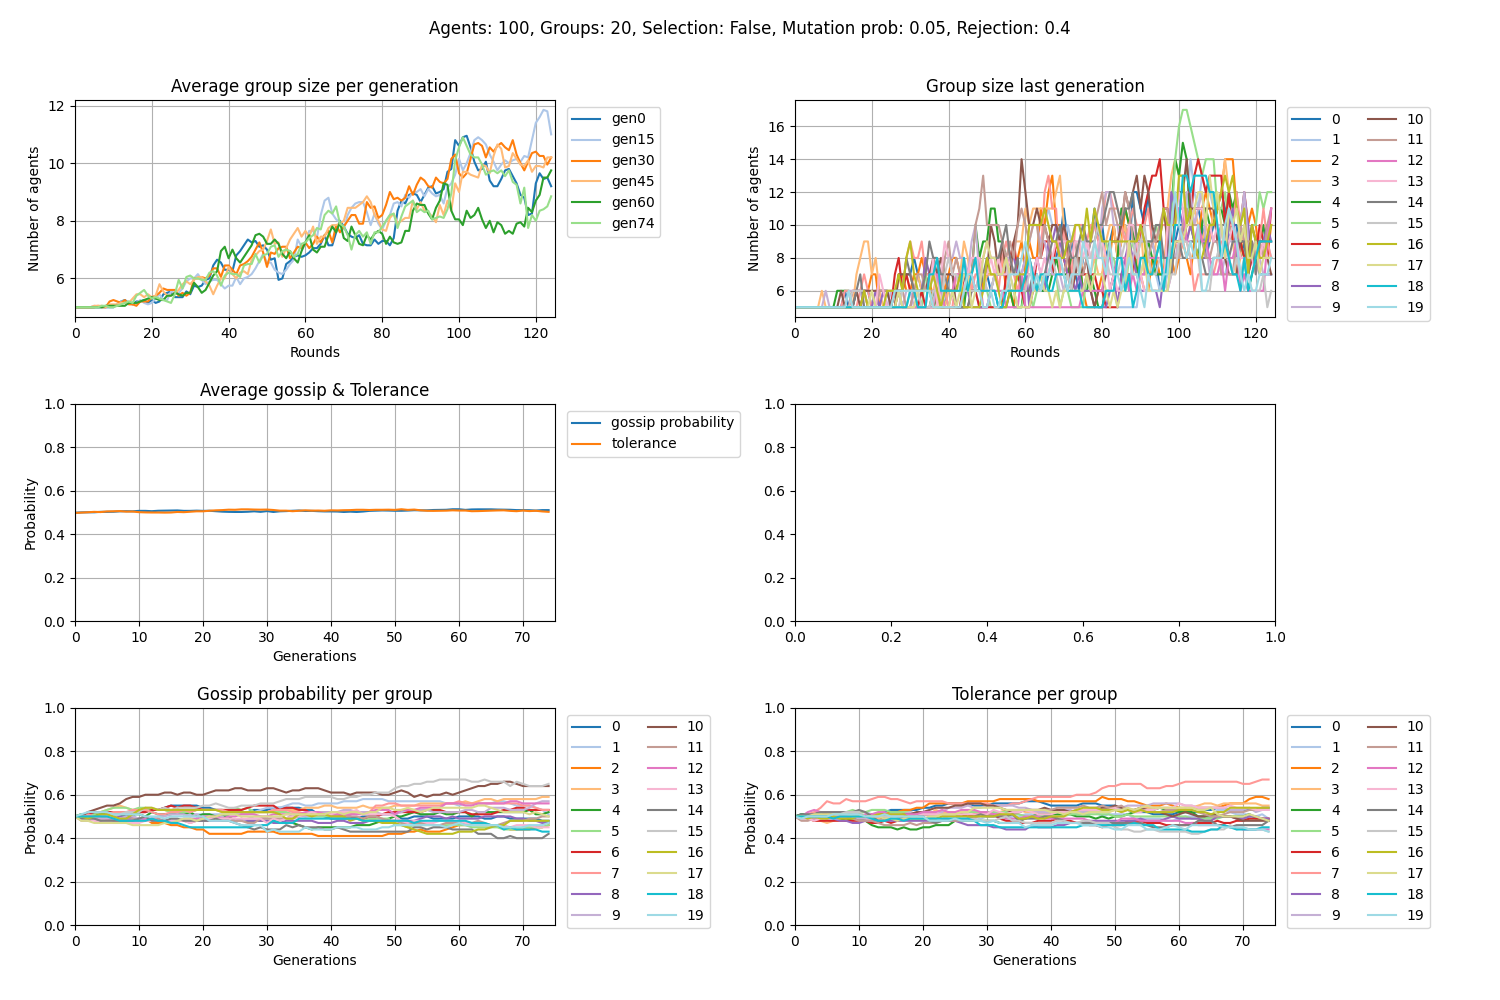 Agents: 100, Groups: 20, Selection: False, Mutation prob: 0.05, Rejection: 0.4
Average group size per generation
Number of agents
12
10
8
6
0 20 40 60 80 100 120
Rounds
gen0
gen15
gen30
gen45
gen60
gen74
Group size last generation
Number of agents
16
14
12
10
8
6
0 20 40 60 80 100 120
Rounds
0 10
1 11
2 12
3 13
4 14
5 15
6 16
7 17
8 18
9 19
Average gossip & Tolerance
Probability
1.0
0.8
0.6
0.4
0.2
0.0
0 10 20 30 40 50 60 70
Generations
gossip probability
tolerance
1.0
0.8
0.6
0.4
0.2
0.0
0.0 0.2 0.4 0.6 0.8 1.0
Gossip probability per group
Probability
1.0
0.8
0.6
0.4
0.2
0.0
0 10 20 30 40 50 60 70
Generations
0 10
1 11
2 12
3 13
4 14
5 15
6 16
7 17
8 18
9 19
Tolerance per group
Probability
1.0
0.8
0.6
0.4
0.2
0.0
0 10 20 30 40 50 60 70
Generations
0 10
1 11
2 12
3 13
4 14
5 15
6 16
7 17
8 18
9 19